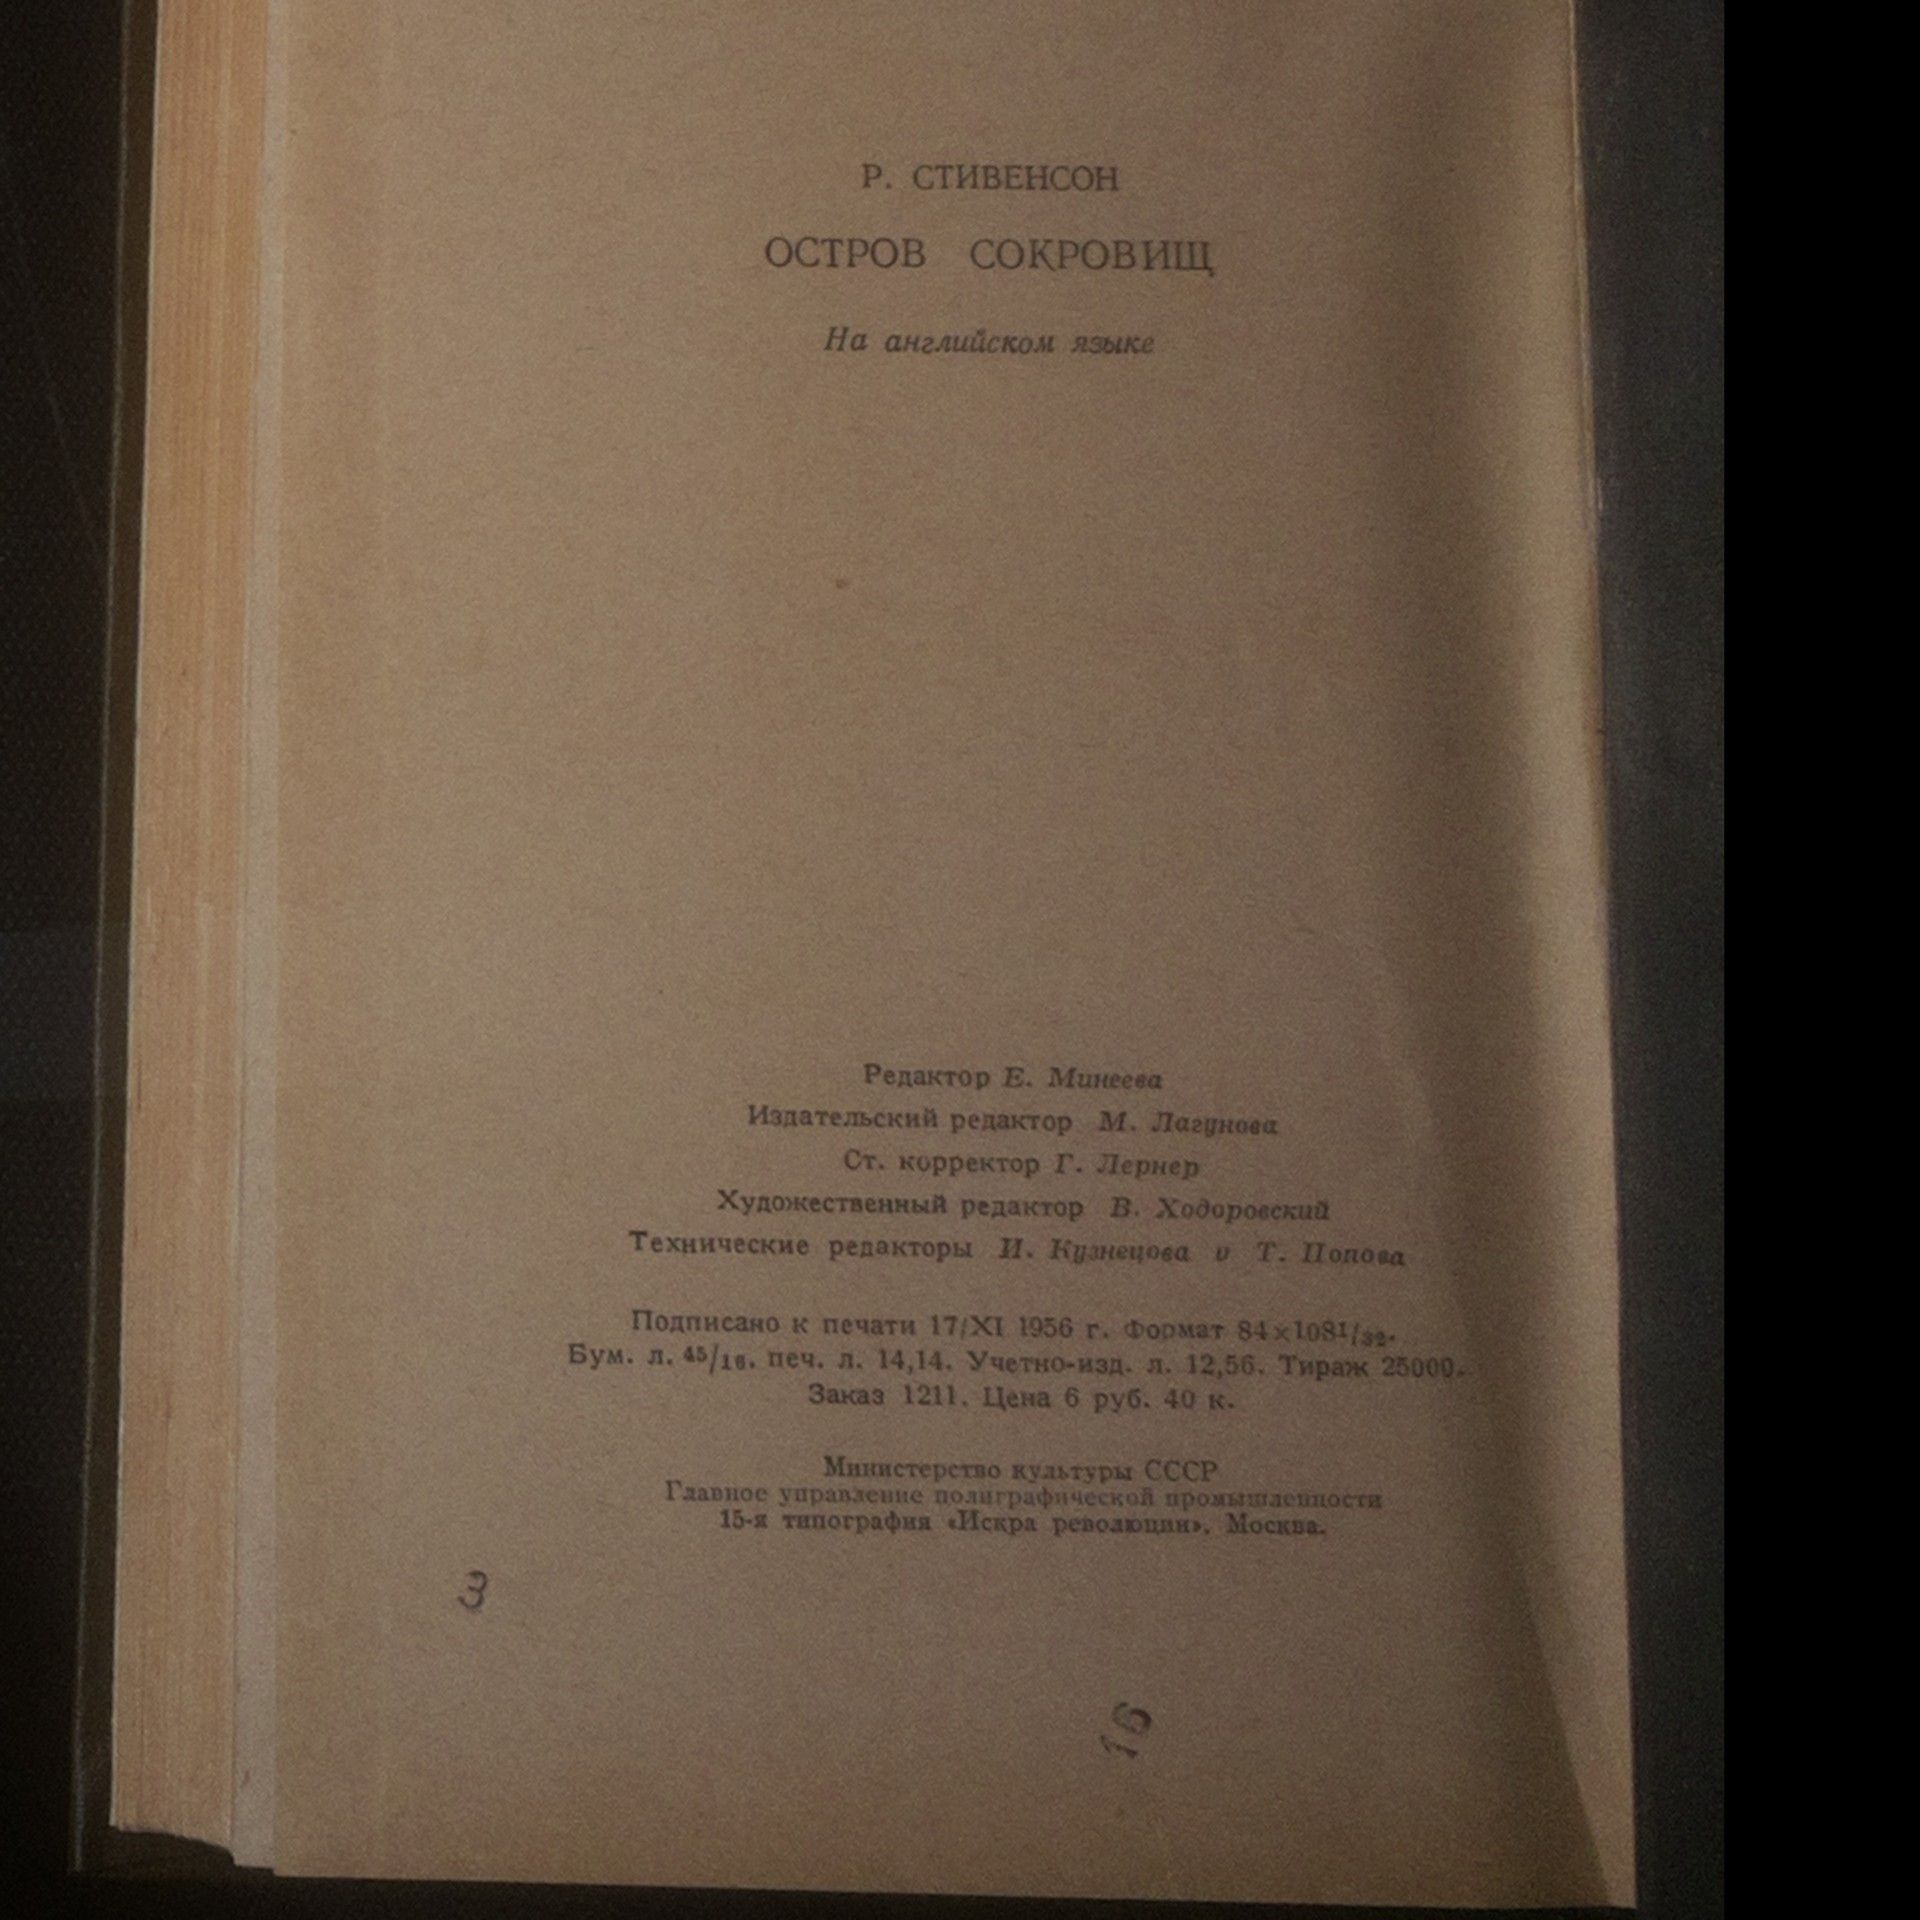 Р. СТИВЕНСОН
ОСТРОВ СОКРОВИЩ
На английском языке
Редактор Е. Минеева
Издательский редактор М. Лагунова
Ст. корректор Г. Лернер
Художественный редактор В. Ходоровский
Технические редакторы И. Кузнецова и Т. Попова
Подписано к печати 17/XI 1956 г. Формат 84×108¹/₃₂.
Бум. л. ⁴⁵/₁₆. печ. л. 14,14. Учетно-изд. л. 12,56. Тираж 25000.
Заказ 1211. Цена 6 руб. 40 к.
Министерство культуры СССР
Главное управление полиграфической промышленности
15-я типография «Искра революции». Москва.
3
16